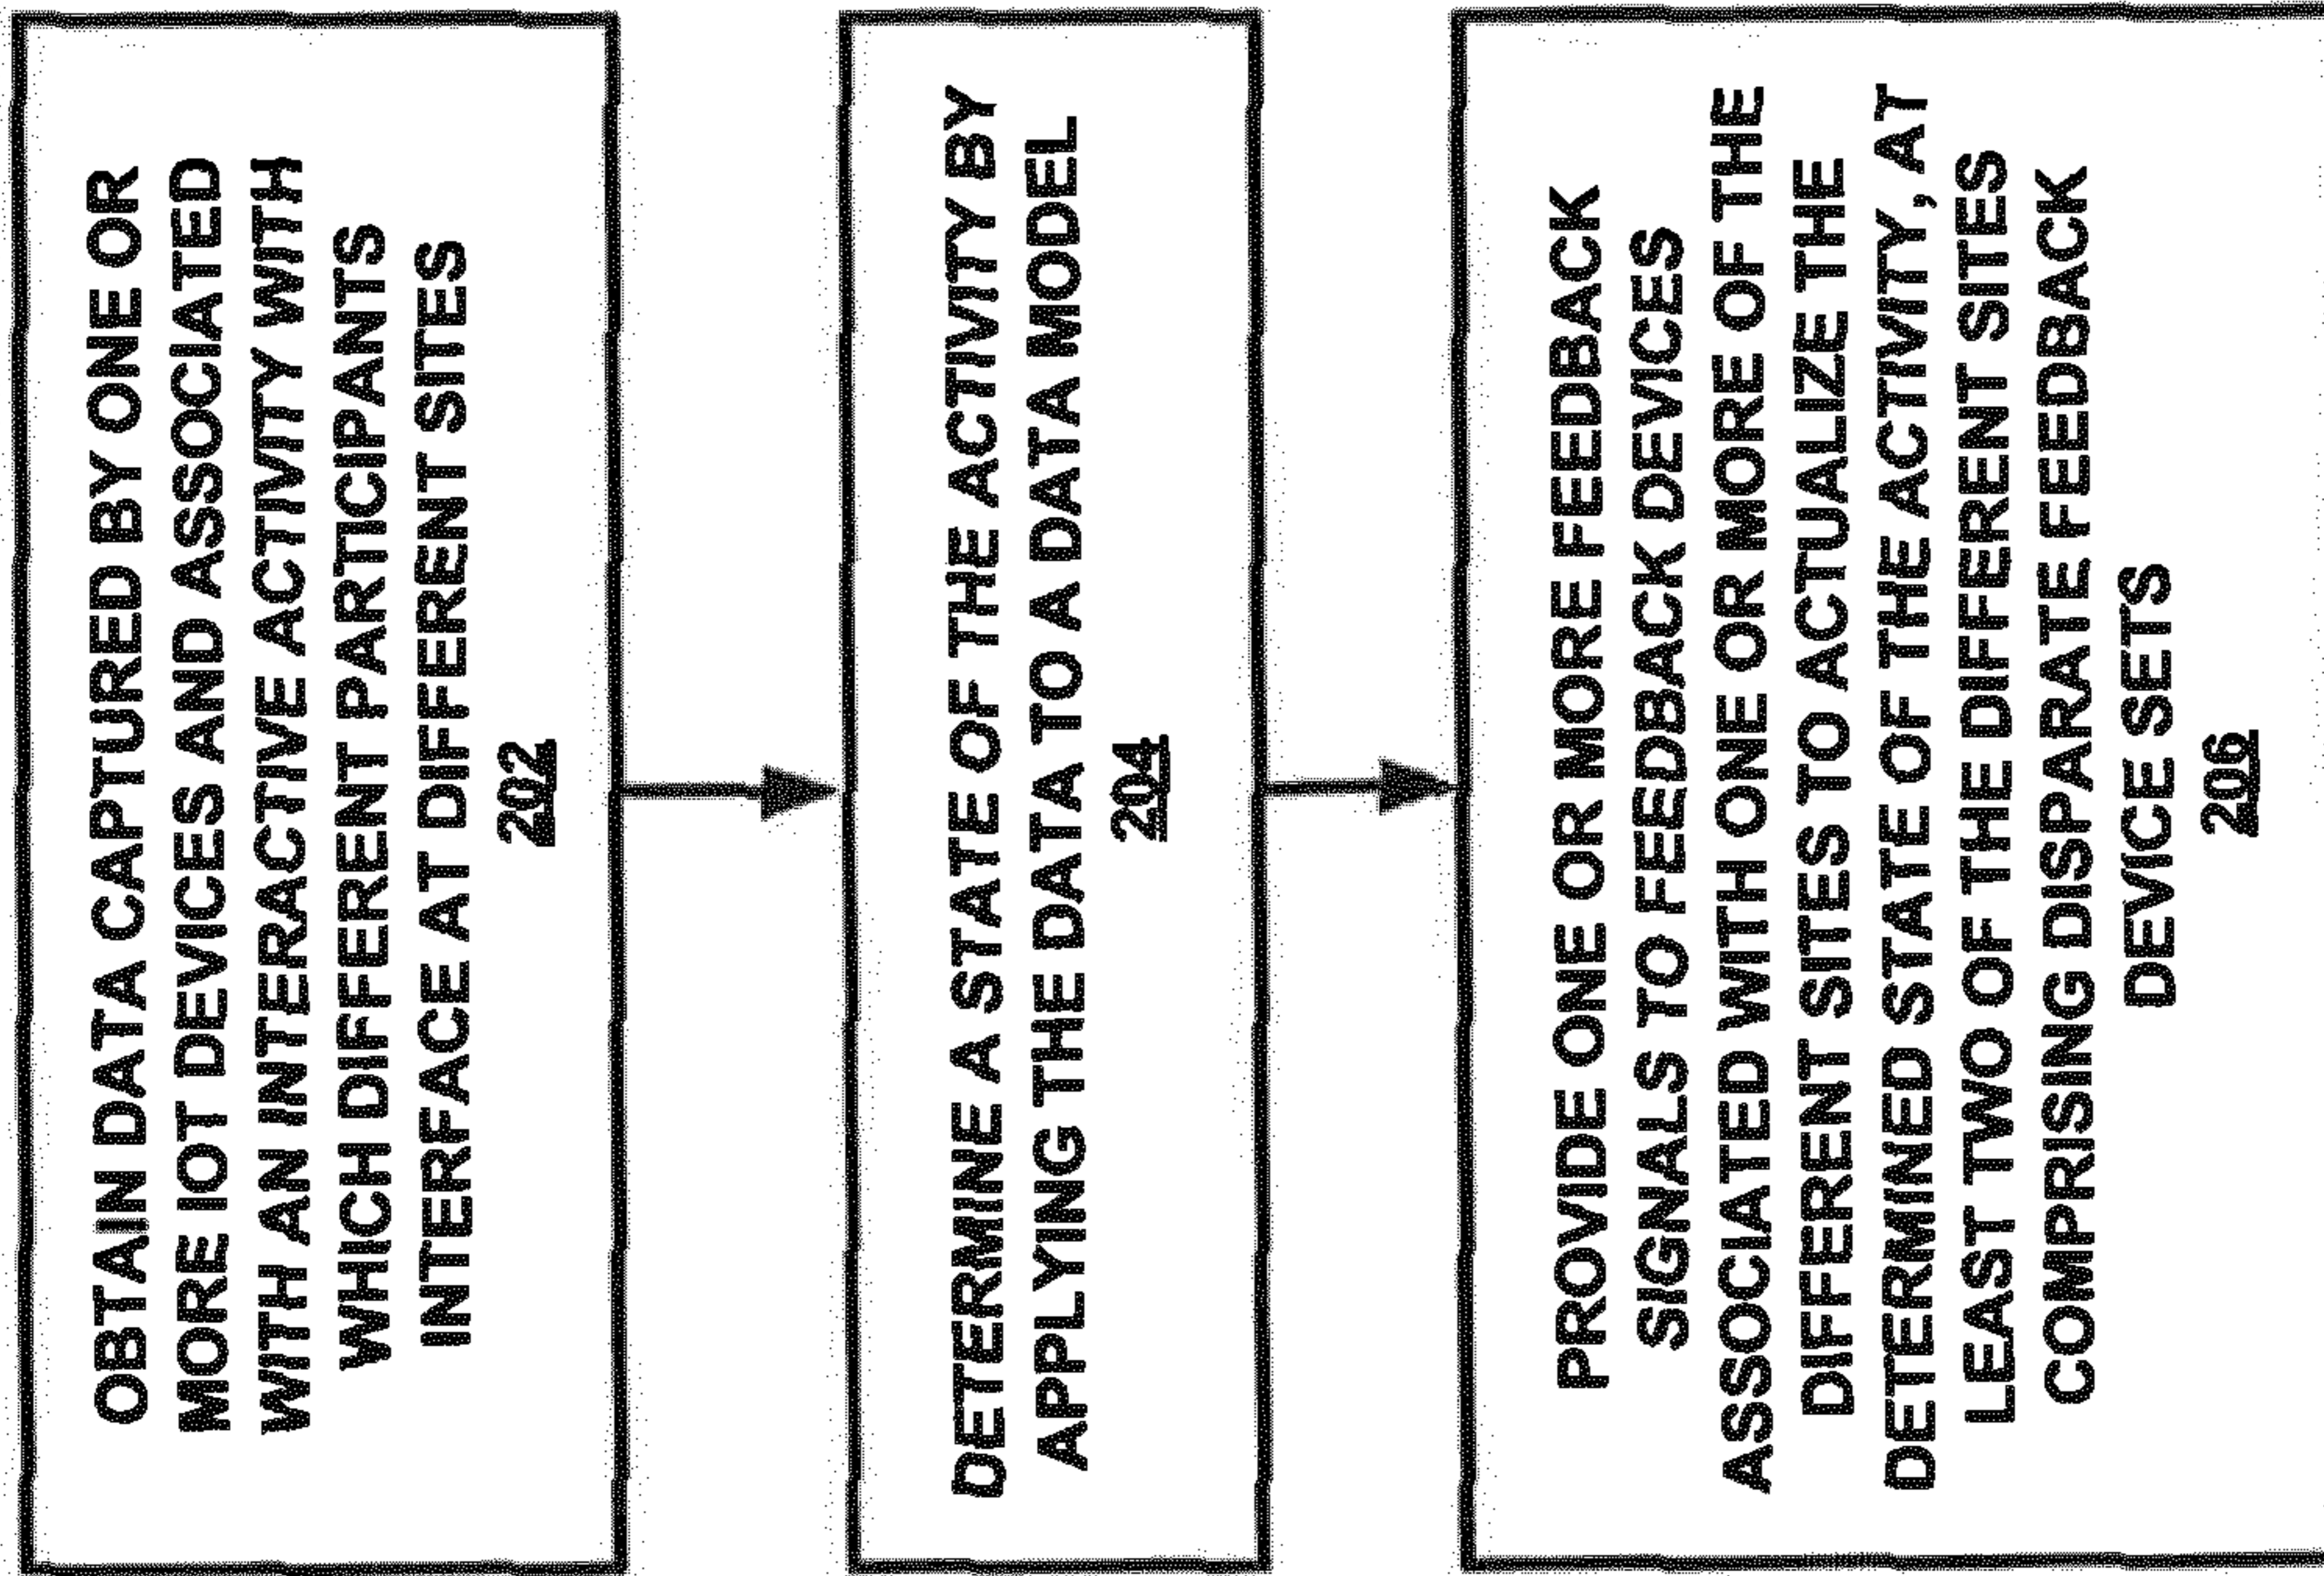 OBTAIN DATA CAPTURED BY ONE OR
MORE IOT DEVICES AND ASSOCIATED
WITH AN INTERACTIVE ACTIVITY WITH
WHICH DIFFERENT PARTICIPANTS
INTERFACE AT DIFFERENT SITES
202
DETERMINE A STATE OF THE ACTIVITY BY
APPLYING THE DATA TO A DATA MODEL
204
PROVIDE ONE OR MORE FEEDBACK
SIGNALS TO FEEDBACK DEVICES
ASSOCIATED WITH ONE OR MORE OF THE
DIFFERENT SITES TO ACTUALIZE THE
DETERMINED STATE OF THE ACTIVITY, AT
LEAST TWO OF THE DIFFERENT SITES
COMPRISING DISPARATE FEEDBACK
DEVICE SETS
206